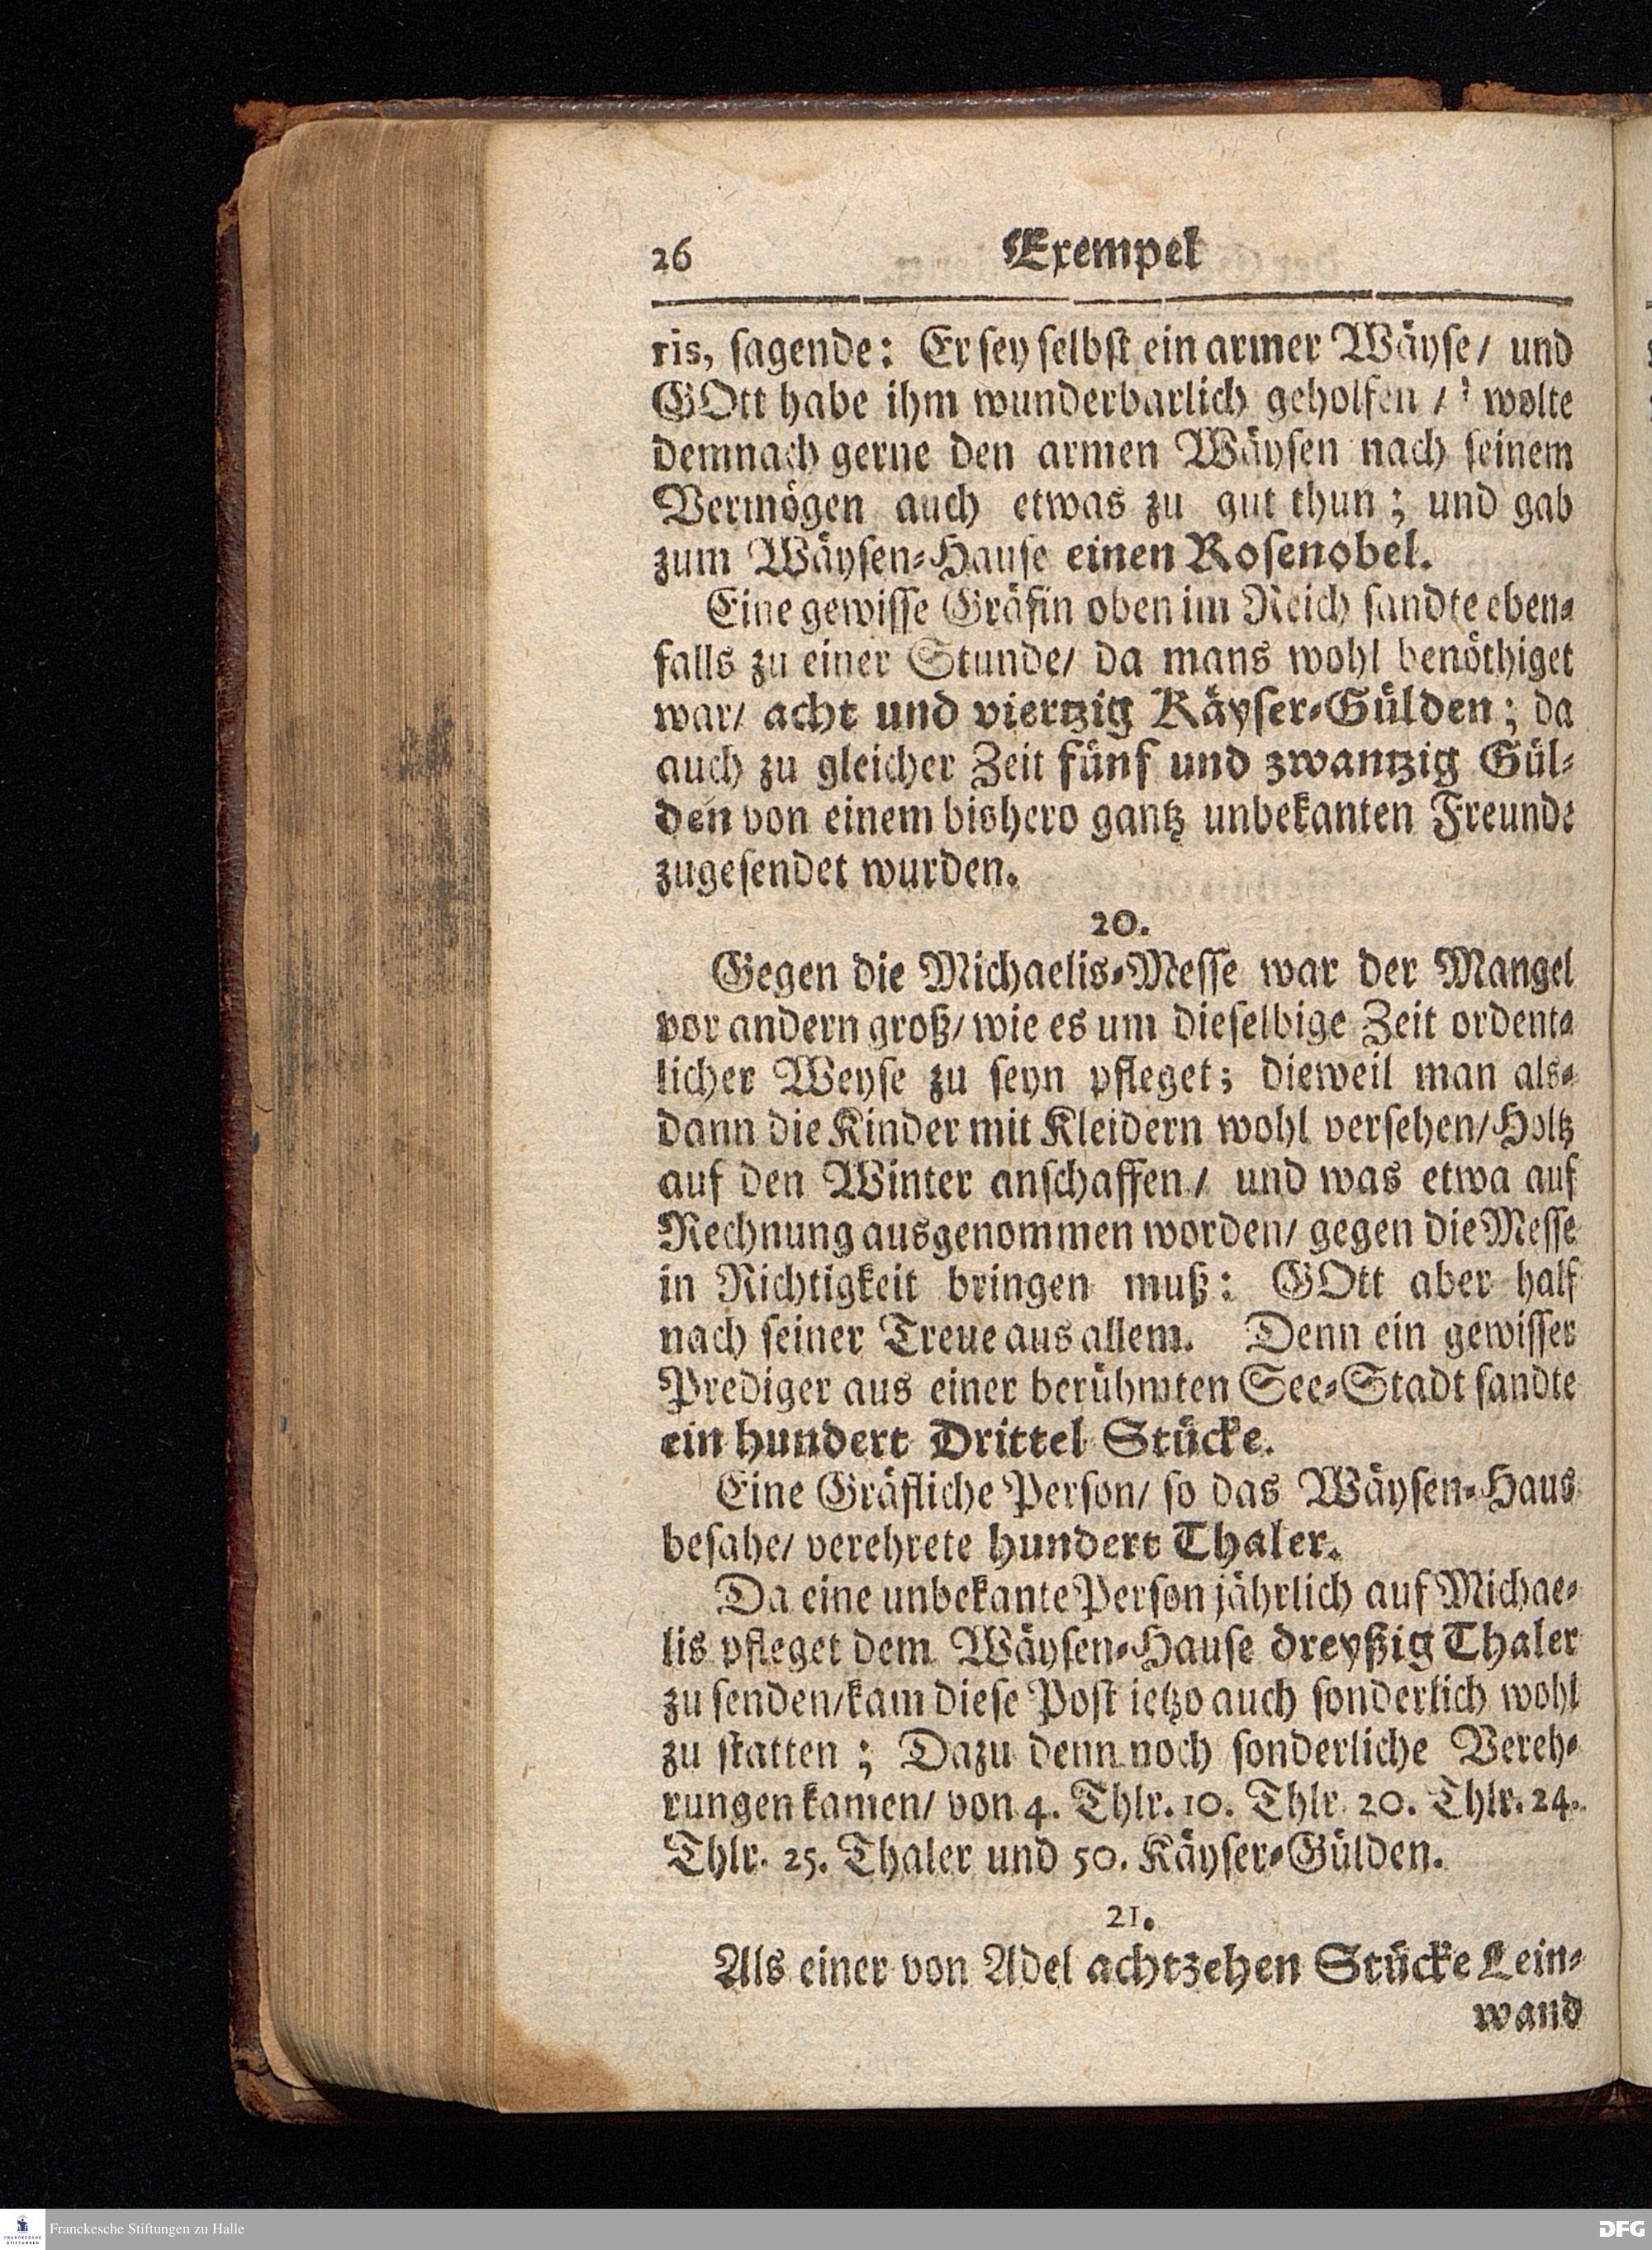 26 Exempel
ris, sagende: Er sey selbst ein armer Wäyse/ und
GOtt habe ihm wunderbarlich geholfen / wolte
demnach gerne den armen Wäysen nach seinem
Vermögen auch etwas zu gut thun; und gab
zum Wäysen-Hause einen Rosenobel.
Eine gewisse Gräfin oben im Reich sandte eben-
falls zu einer Stunde/ da mans wohl benöthiget
war/ acht und viertzig Käyser-Gülden; da
auch zu gleicher Zeit fünf und zwantzig Gül-
den von einem bishero gantz unbekanten Freunde
zugesendet wurden.
20.
Gegen die Michaelis-Messe war der Mangel
vor andern groß/ wie es um dieselbige Zeit ordent-
licher Weyse zu seyn pfleget; dieweil man als-
dann die Kinder mit Kleidern wohl versehen/ Holtz
auf den Winter anschaffen/ und was etwa auf
Rechnung ausgenommen worden/ gegen die Messe
in Richtigkeit bringen muß: GOtt aber half
nach seiner Treue aus allem. Denn ein gewisser
Prediger aus einer berühmten See-Stadt sandte
ein hundert Drittel Stücke.
Eine Gräfliche Person/ so das Wäysen-Haus
besahe/ verehrete hundert Thaler.
Da eine unbekante Person jährlich auf Michae-
lis pfleget dem Wäysen-Hause dreyßig Thaler
zu senden/ kam diese Post ietzo auch sonderlich wohl
zu statten; Dazu denn noch sonderliche Vereh-
rungen kamen/ von 4. Thlr. 10. Thlr. 20. Thlr. 24.
Thlr. 25. Thaler und 50. Käyser-Gülden.
21.
Als einer von Adel achtzehen Stücke Lein-
wand
Franckesche Stiftungen zu Halle
DFG